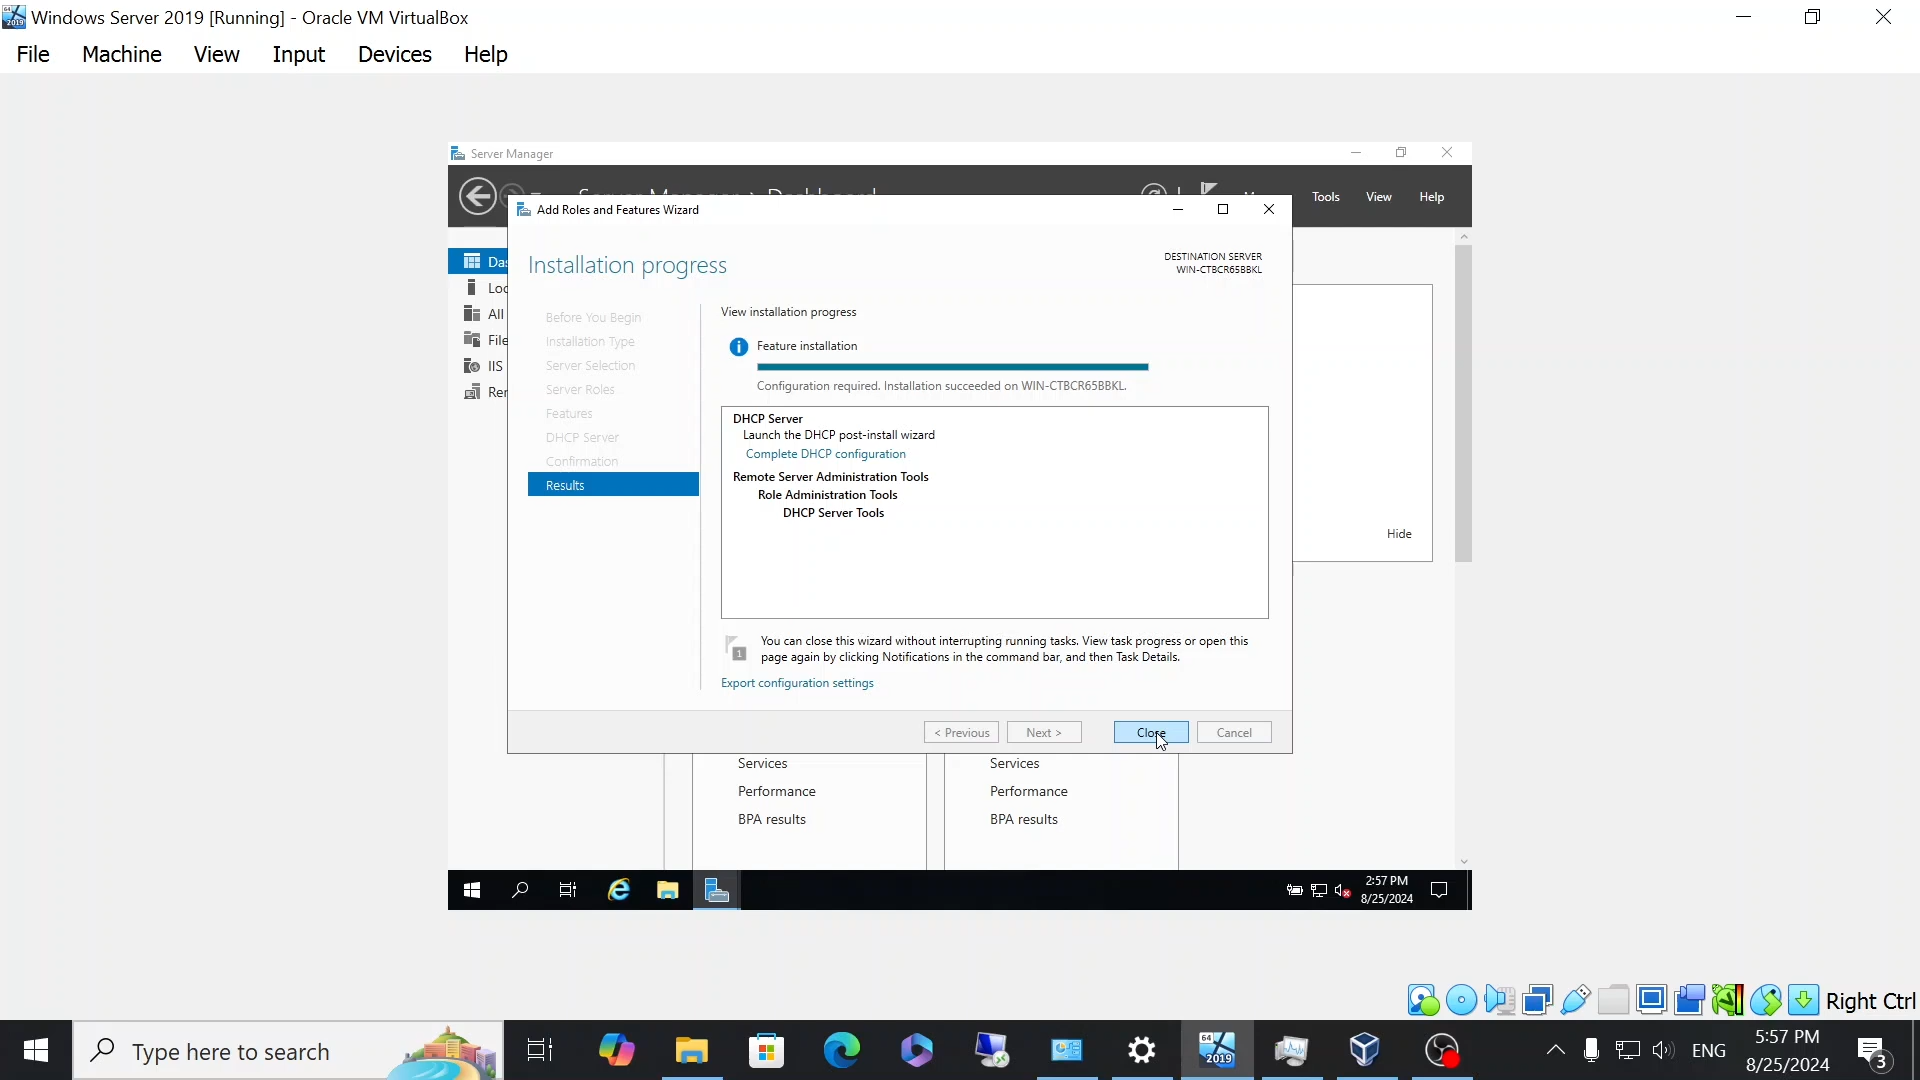 Windows Server 2019 [Running] - Oracle VM VirtualBox
File Machine View Input Devices Help
Server Manager
Tools View Help
Add Roles and Features Wizard
Installation progress
DESTINATION SERVER
WIN-CTBCR65BBKL
All
IIS
Before You Begin
Installation Type
Server Selection
Server Roles
Features
DHCP Server
Confirmation
Results
View installation progress
Feature installation
Configuration required. Installation succeeded on WIN-CTBCR65BBKL.
DHCP Server
Launch the DHCP post-install wizard
Complete DHCP configuration
Remote Server Administration Tools
Role Administration Tools
DHCP Server Tools
Hide
1
You can close this wizard without interrupting running tasks. View task progress or open this
page again by clicking Notifications in the command bar, and then Task Details.
Export configuration settings
< Previous Next > Close Cancel
Services Services
Performance Performance
BPA results BPA results
2:57 PM
8/25/2024
Right Ctrl
Type here to search
64
2019
ENG
5:57 PM
8/25/2024
3